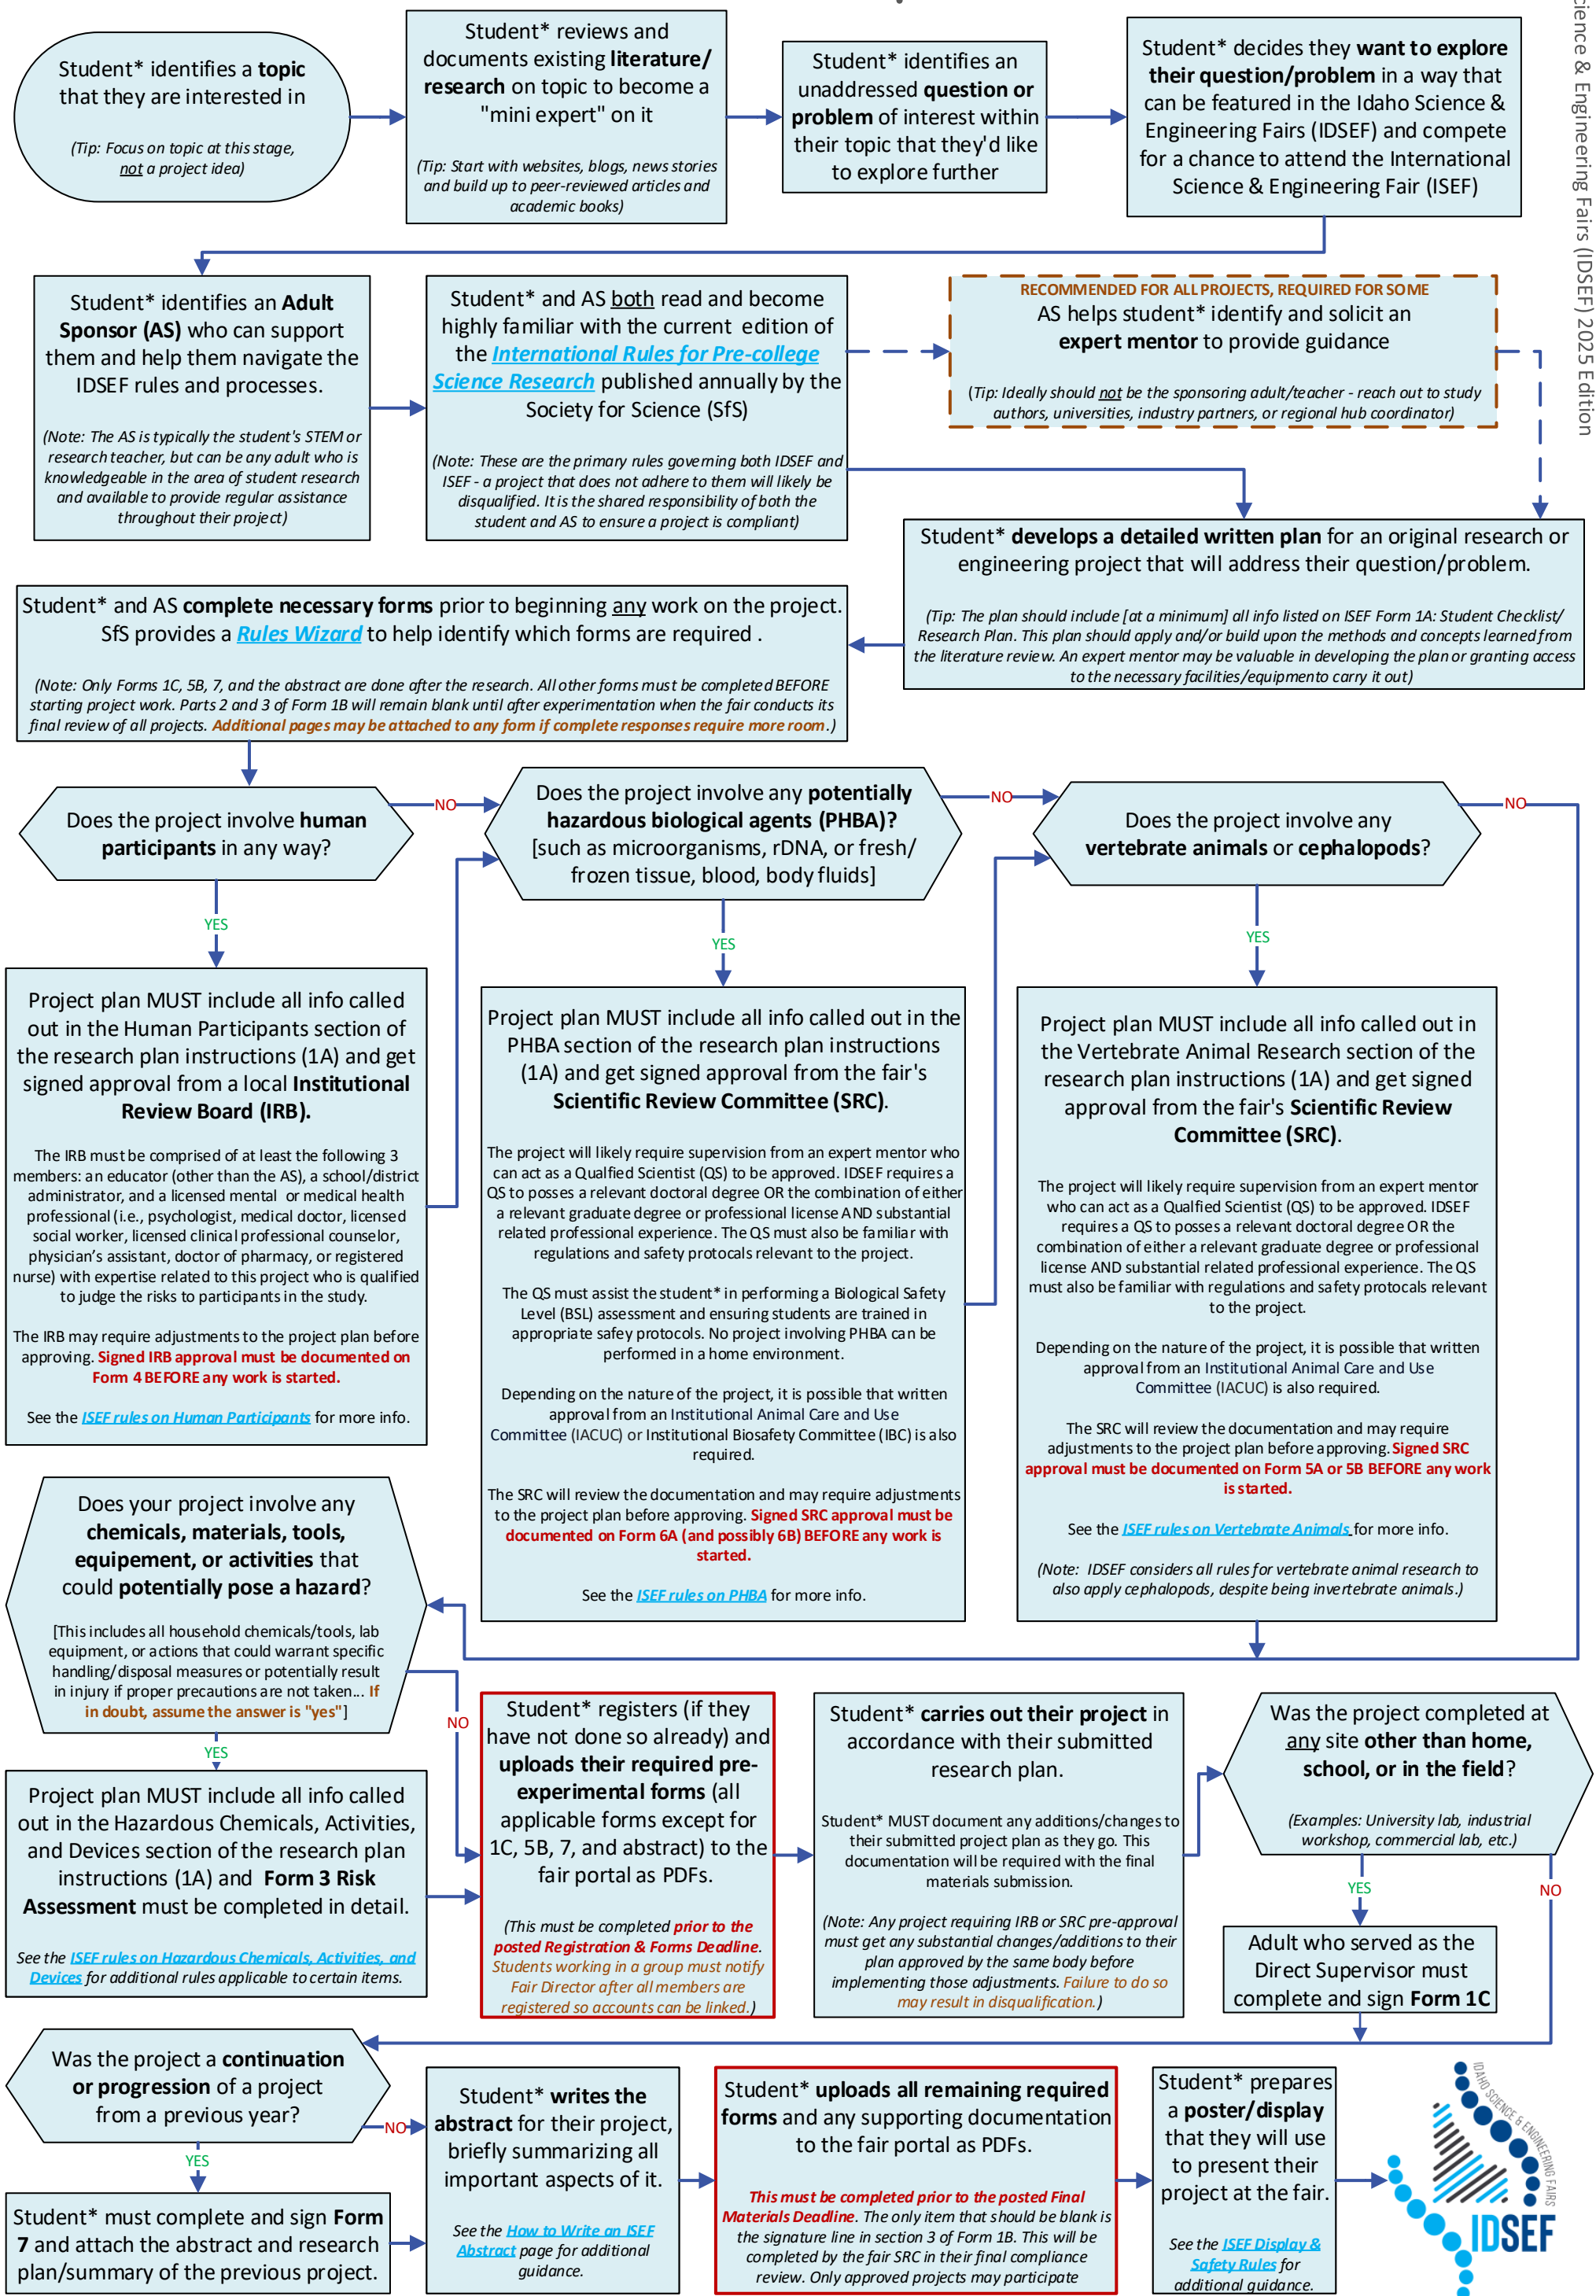 Science & Engineering Fairs (IDSEF) 2025 Edition
Student* identifies a topic
that they are interested in
(Tip: Focus on topic at this stage,
not a project idea)
Student* reviews and
documents existing literature/
research on topic to become a
"mini expert" on it
(Tip: Start with websites, blogs, news stories
and build up to peer-reviewed articles and
academic books)
Student* identifies an
unaddressed question or
problem of interest within
their topic that they'd like
to explore further
Student* decides they want to explore
their question/problem in a way that
can be featured in the Idaho Science &
Engineering Fairs (IDSEF) and compete
for a chance to attend the International
Science & Engineering Fair (ISEF)
Student* identifies an Adult
Sponsor (AS) who can support
them and help them navigate the
IDSEF rules and processes.
(Note: The AS is typically the student's STEM or
research teacher, but can be any adult who is
knowledgeable in the area of student research
and available to provide regular assistance
throughout their project)
Student* and AS both read and become
highly familiar with the current edition of
the International Rules for Pre-college
Science Research published annually by the
Society for Science (SfS)
(Note: These are the primary rules governing both IDSEF and
ISEF - a project that does not adhere to them will likely be
disqualified. It is the shared responsibility of both the
student and AS to ensure a project is compliant)
RECOMMENDED FOR ALL PROJECTS, REQUIRED FOR SOME
AS helps student* identify and solicit an
expert mentor to provide guidance
(Tip: Ideally should not be the sponsoring adult/teacher - reach out to study
authors, universities, industry partners, or regional hub coordinator)
Student* develops a detailed written plan for an original research or
engineering project that will address their question/problem.
(Tip: The plan should include [at a minimum] all info listed on ISEF Form 1A: Student Checklist/
Research Plan. This plan should apply and/or build upon the methods and concepts learned from
the literature review. An expert mentor may be valuable in developing the plan or granting access
to the necessary facilities/equipmento carry it out)
Student* and AS complete necessary forms prior to beginning any work on the project.
SfS provides a Rules Wizard to help identify which forms are required .
(Note: Only Forms 1C, 5B, 7, and the abstract are done after the research. All other forms must be completed BEFORE
starting project work. Parts 2 and 3 of Form 1B will remain blank until after experimentation when the fair conducts its
final review of all projects. Additional pages may be attached to any form if complete responses require more room.)
Does the project involve human
participants in any way?
NO
YES
Does the project involve any potentially
hazardous biological agents (PHBA)?
[such as microorganisms, rDNA, or fresh/
frozen tissue, blood, body fluids]
NO
YES
Does the project involve any
vertebrate animals or cephalopods?
NO
YES
Project plan MUST include all info called
out in the Human Participants section of
the research plan instructions (1A) and get
signed approval from a local Institutional
Review Board (IRB).
The IRB must be comprised of at least the following 3
members: an educator (other than the AS), a school/district
administrator, and a licensed mental or medical health
professional (i.e., psychologist, medical doctor, licensed
social worker, licensed clinical professional counselor,
physician's assistant, doctor of pharmacy, or registered
nurse) with expertise related to this project who is qualified
to judge the risks to participants in the study.
The IRB may require adjustments to the project plan before
approving. Signed IRB approval must be documented on
Form 4 BEFORE any work is started.
See the ISEF rules on Human Participants for more info.
Project plan MUST include all info called out in the
PHBA section of the research plan instructions
(1A) and get signed approval from the fair's
Scientific Review Committee (SRC).
The project will likely require supervision from an expert mentor who
can act as a Qualfied Scientist (QS) to be approved. IDSEF requires a
QS to posses a relevant doctoral degree OR the combination of either
a relevant graduate degree or professional license AND substantial
related professional experience. The QS must also be familiar with
regulations and safety protocals relevant to the project.
The QS must assist the student* in performing a Biological Safety
Level (BSL) assessment and ensuring students are trained in
appropriate safey protocols. No project involving PHBA can be
performed in a home environment.
Depending on the nature of the project, it is possible that written
approval from an Institutional Animal Care and Use
Committee (IACUC) or Institutional Biosafety Committee (IBC) is also
required.
The SRC will review the documentation and may require adjustments
to the project plan before approving. Signed SRC approval must be
documented on Form 6A (and possibly 6B) BEFORE any work is
started.
See the ISEF rules on PHBA for more info.
Project plan MUST include all info called out in
the Vertebrate Animal Research section of the
research plan instructions (1A) and get signed
approval from the fair's Scientific Review
Committee (SRC).
The project will likely require supervision from an expert mentor
who can act as a Qualfied Scientist (QS) to be approved. IDSEF
requires a QS to posses a relevant doctoral degree OR the
combination of either a relevant graduate degree or professional
license AND substantial related professional experience. The QS
must also be familiar with regulations and safety protocals relevant
to the project.
Depending on the nature of the project, it is possible that written
approval from an Institutional Animal Care and Use
Committee (IACUC) is also required.
The SRC will review the documentation and may require
adjustments to the project plan before approving. Signed SRC
approval must be documented on Form 5A or 5B BEFORE any work
is started.
See the ISEF rules on Vertebrate Animals for more info.
(Note: IDSEF considers all rules for vertebrate animal research to
also apply cephalopods, despite being invertebrate animals.)
Does your project involve any
chemicals, materials, tools,
equipement, or activities that
could potentially pose a hazard?
[This includes all household chemicals/tools, lab
equipment, or actions that could warrant specific
handling/disposal measures or potentially result
in injury if proper precautions are not taken... If
in doubt, assume the answer is "yes"]
NO
YES
Project plan MUST include all info called
out in the Hazardous Chemicals, Activities,
and Devices section of the research plan
instructions (1A) and Form 3 Risk
Assessment must be completed in detail.
See the ISEF rules on Hazardous Chemicals, Activities, and
Devices for additional rules applicable to certain items.
Student* registers (if they
have not done so already) and
uploads their required pre-
experimental forms (all
applicable forms except for
1C, 5B, 7, and abstract) to the
fair portal as PDFs.
(This must be completed prior to the
posted Registration & Forms Deadline.
Students working in a group must notify
Fair Director after all members are
registered so accounts can be linked.)
Student* carries out their project in
accordance with their submitted
research plan.
Student* MUST document any additions/changes to
their submitted project plan as they go. This
documentation will be required with the final
materials submission.
(Note: Any project requiring IRB or SRC pre-approval
must get any substantial changes/additions to their
plan approved by the same body before
implementing those adjustments. Failure to do so
may result in disqualification.)
Was the project completed at
any site other than home,
school, or in the field?
(Examples: University lab, industrial
workshop, commercial lab, etc.)
YES
NO
Adult who served as the
Direct Supervisor must
complete and sign Form 1C
Was the project a continuation
or progression of a project
from a previous year?
NO
YES
Student* must complete and sign Form
7 and attach the abstract and research
plan/summary of the previous project.
Student* writes the
abstract for their project,
briefly summarizing all
important aspects of it.
See the How to Write an ISEF
Abstract page for additional
guidance.
Student* uploads all remaining required
forms and any supporting documentation
to the fair portal as PDFs.
This must be completed prior to the posted Final
Materials Deadline. The only item that should be blank is
the signature line in section 3 of Form 1B. This will be
completed by the fair SRC in their final compliance
review. Only approved projects may participate
Student* prepares
a poster/display
that they will use
to present their
project at the fair.
See the ISEF Display &
Safety Rules for
additional guidance.
IDAHO SCIENCE & ENGINEERING FAIRS
IDSEF